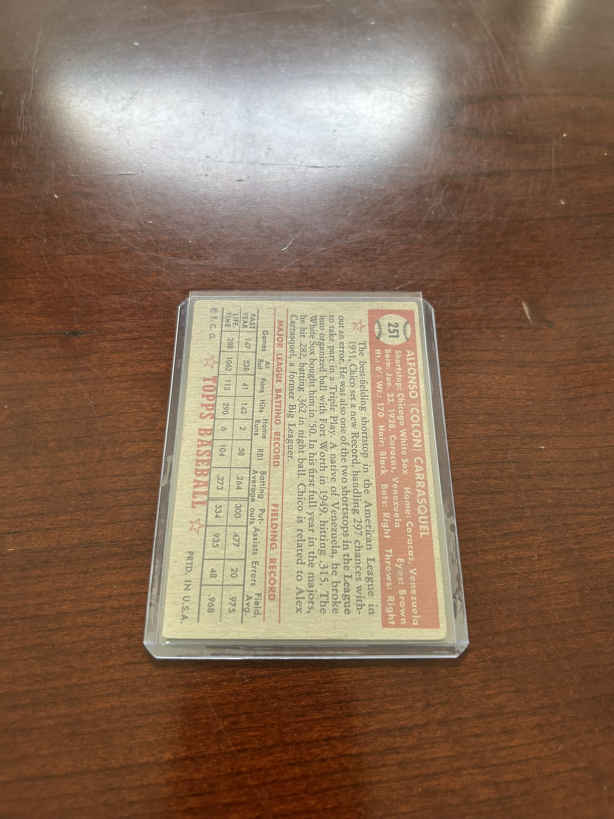 251
ALFONSO (COLON) CARRASQUEL
Shortstop: Chicago White Sox Home: Caracas, Venezuela
Born: Jan. 23, 1928, Caracas, Venezuela Eyes: Brown
Ht. 6' Wt.: 170 Hair: Black Bats: Right Throws: Right
The best-fielding shortstop in the American League in
1951, Chico set a new Record, handling 297 chances with-
out an error. He was also one of the two shortstops in the League
to take part in a Triple Play. A native of Venezuela, he broke
into organized ball with Fort Worth in 1949, hitting .315. The
White Sox bought him in '50. In his first full year in the majors,
he hit .282, batting .362 in night ball. Chico is related to Alex
Carrasquel, a former Big Leaguer.
MAJOR LEAGUE BATTING RECORD FIELDING RECORD
Games At Bat Runs Hits Home Runs RBI Batting Average Put-outs Assists Errors Field. Avg.
PAST YEAR 147 538 41 142 2 58 .264 300 477 20 .975
LIFE-TIME 288 1062 113 290 6 104 .273 534 935 48 .968
©T.C.G. TOPPS BASEBALL PRTD. IN U.S.A.